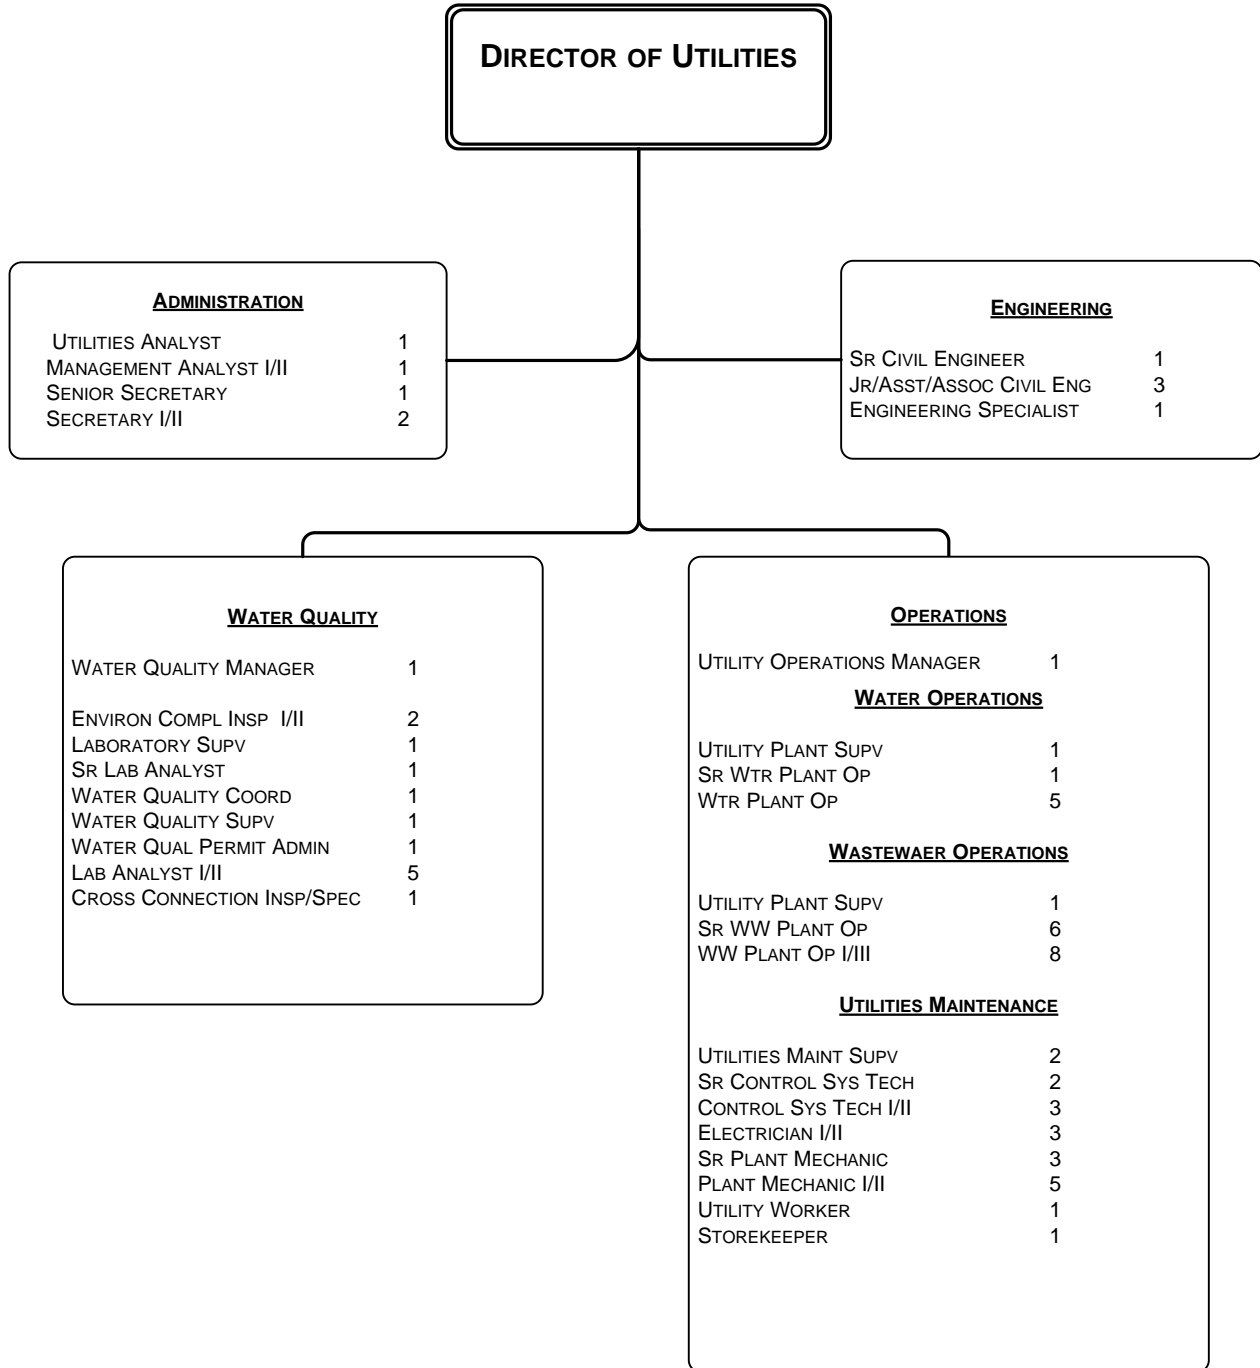 DIRECTOR OF UTILITIES
ADMINISTRATION
UTILITIES ANALYST 1
MANAGEMENT ANALYST I/II 1
SENIOR SECRETARY 1
SECRETARY I/II 2
ENGINEERING
SR CIVIL ENGINEER 1
JR/ASST/ASSOC CIVIL ENG 3
ENGINEERING SPECIALIST 1
WATER QUALITY
WATER QUALITY MANAGER 1
ENVIRON COMPL INSP I/II 2
LABORATORY SUPV 1
SR LAB ANALYST 1
WATER QUALITY COORD 1
WATER QUALITY SUPV 1
WATER QUAL PERMIT ADMIN 1
LAB ANALYST I/II 5
CROSS CONNECTION INSP/SPEC 1
OPERATIONS
UTILITY OPERATIONS MANAGER 1
WATER OPERATIONS
UTILITY PLANT SUPV 1
SR WTR PLANT OP 1
WTR PLANT OP 5
WASTEWAER OPERATIONS
UTILITY PLANT SUPV 1
SR WW PLANT OP 6
WW PLANT OP I/III 8
UTILITIES MAINTENANCE
UTILITIES MAINT SUPV 2
SR CONTROL SYS TECH 2
CONTROL SYS TECH I/II 3
ELECTRICIAN I/II 3
SR PLANT MECHANIC 3
PLANT MECHANIC I/II 5
UTILITY WORKER 1
STOREKEEPER 1